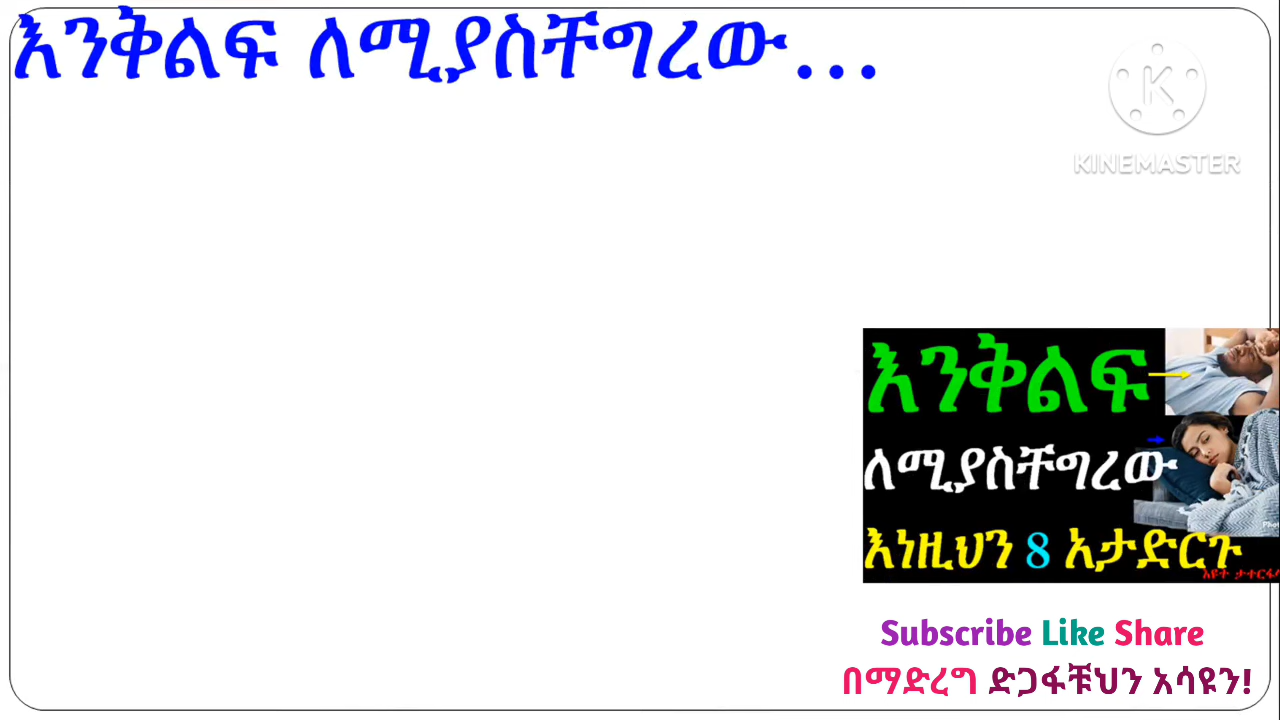 እንቅልፍ ለሚያስቸግረው...
K
KINEMASTER
እንቅልፍ
ለሚያስቸግረው
እነዚህን 8 አታድርጉ
Subscribe Like Share
በማድረግ ድጋፋቹህን አሳዩን!